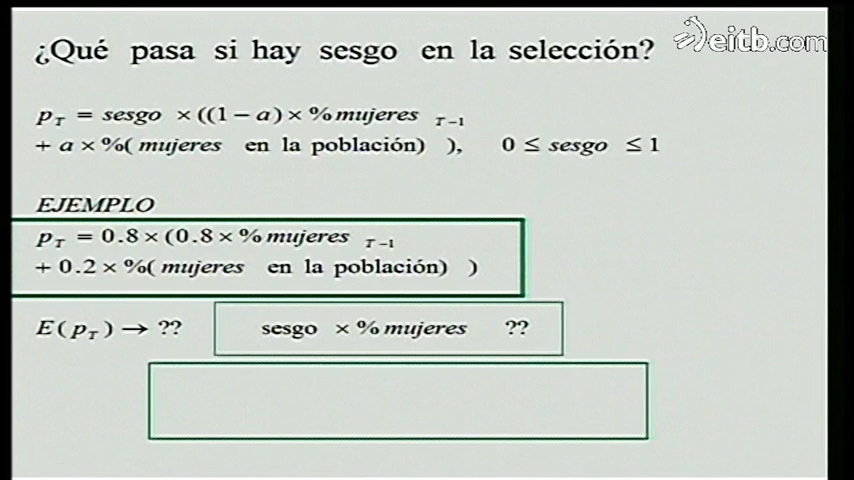 ¿Qué pasa si hay sesgo en la selección?
eitb.com
p_T = sesgo × ((1 − a) × % mujeres _T−1
+ a × %( mujeres en la población) ), 0 ≤ sesgo ≤ 1
EJEMPLO
p_T = 0.8 × (0.8 × % mujeres _T−1
+ 0.2 × %( mujeres en la población) )
E(p_T) → ?? sesgo × % mujeres ??